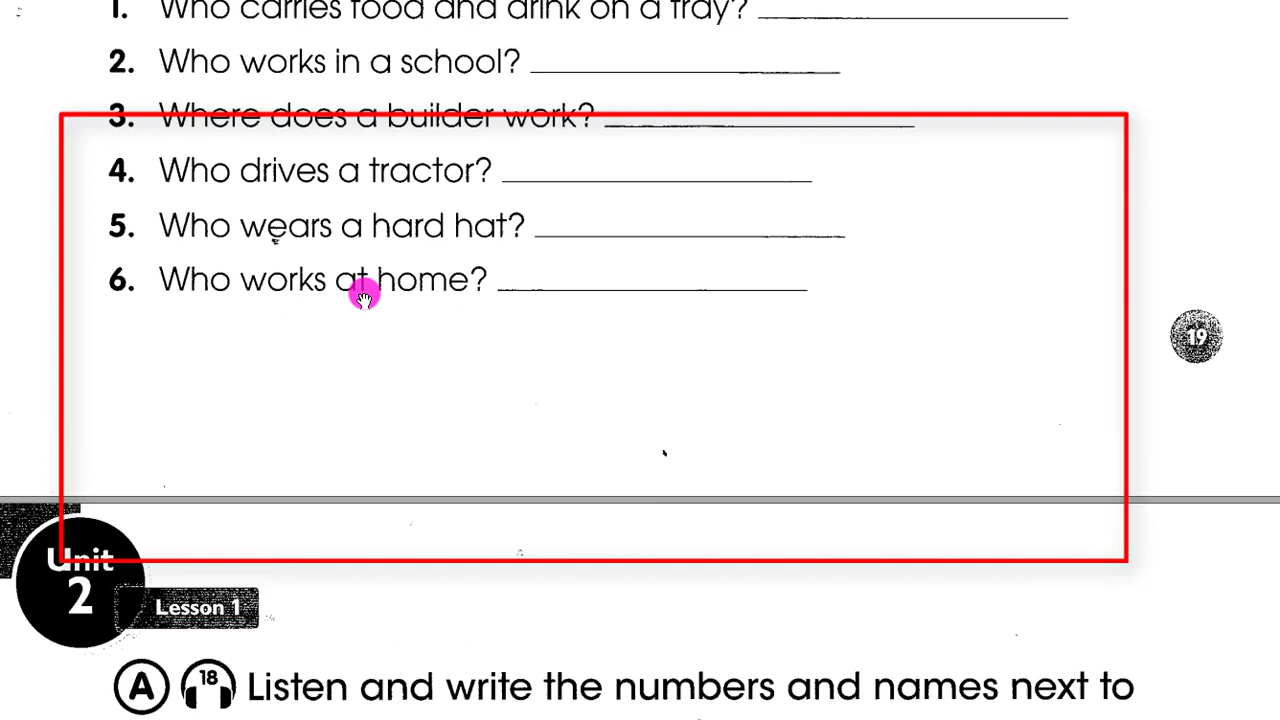 1. Who carries food and drink on a tray?
2. Who works in a school?
3. Where does a builder work?
4. Who drives a tractor?
5. Who wears a hard hat?
6. Who works at home?
19
Unit
2
Lesson 1
A 18 Listen and write the numbers and names next to